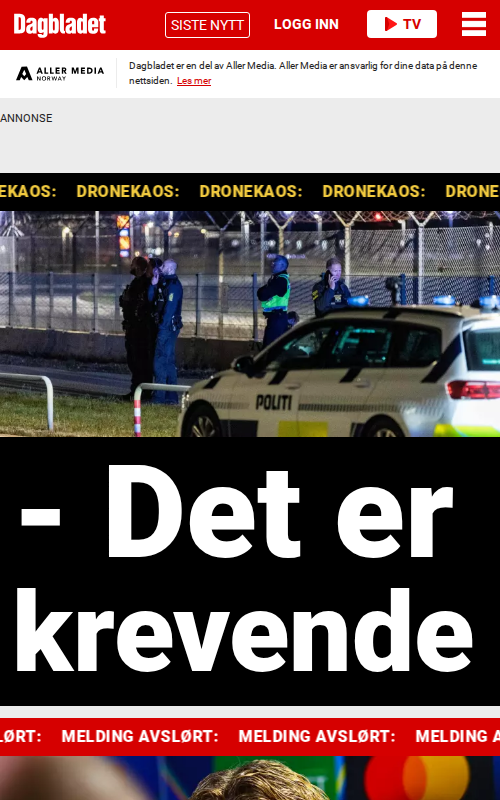 Dagbladet
SISTE NYTT
LOGG INN
TV
ALLER MEDIA
NORWAY
Dagbladet er en del av Aller Media. Aller Media er ansvarlig for dine data på denne
nettsiden. Les mer
ANNONSE
EKAOS: DRONEKAOS: DRONEKAOS: DRONEKAOS: DRONE
POLITI
- Det er
krevende
LØRT: MELDING AVSLØRT: MELDING AVSLØRT: MELDING A